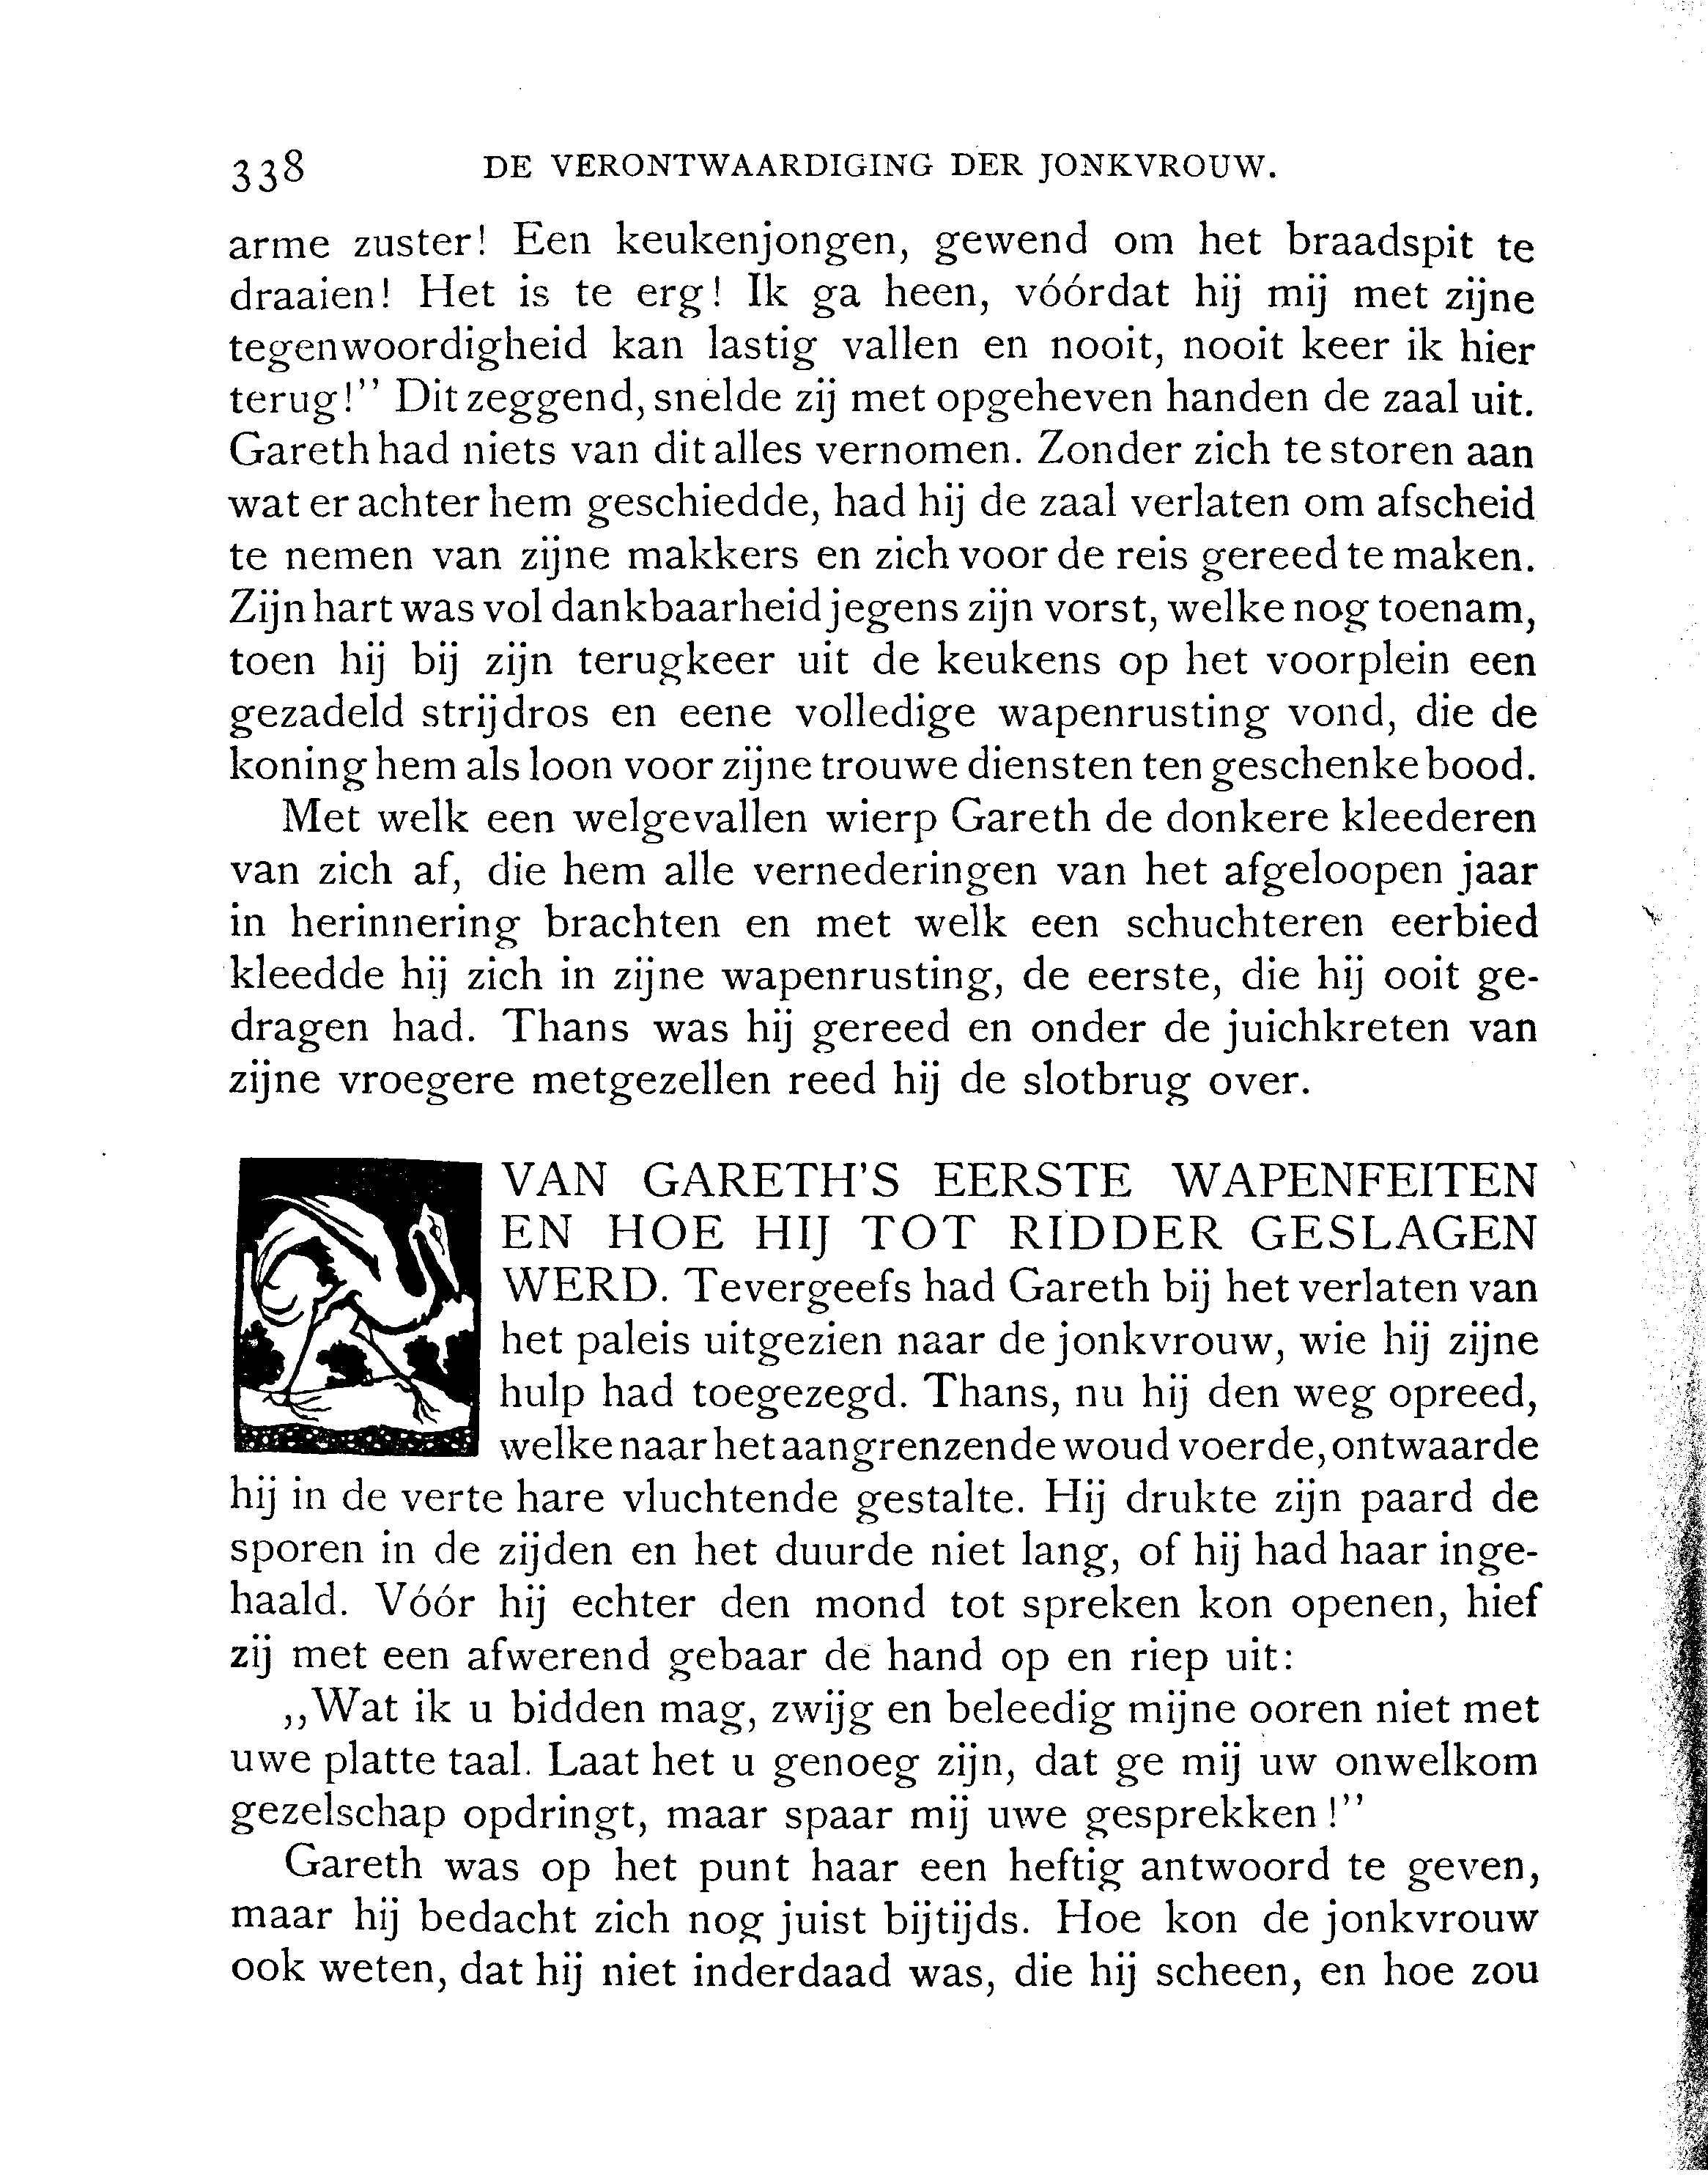 338 DE VERONTWAARDIGING DER JONKVROUW.
arme zuster! Een keukenjongen, gewend om het braadspit te
draaien! Het is te erg! Ik ga heen, vóórdat hij mij met zijne
tegenwoordigheid kan lastig vallen en nooit, nooit keer ik hier
terug!” Dit zeggend, snelde zij met opgeheven handen de zaal uit.
Gareth had niets van dit alles vernomen. Zonder zich te storen aan
wat er achter hem geschiedde, had hij de zaal verlaten om afscheid
te nemen van zijne makkers en zich voor de reis gereed te maken.
Zijn hart was vol dankbaarheid jegens zijn vorst, welke nog toenam,
toen hij bij zijn terugkeer uit de keukens op het voorplein een
gezadeld strijdros en eene volledige wapenrusting vond, die de
koning hem als loon voor zijne trouwe diensten ten geschenke bood.
Met welk een welgevallen wierp Gareth de donkere kleederen
van zich af, die hem alle vernederingen van het afgeloopen jaar
in herinnering brachten en met welk een schuchteren eerbied
kleedde hij zich in zijne wapenrusting, de eerste, die hij ooit ge-
dragen had. Thans was hij gereed en onder de juichkreten van
zijne vroegere metgezellen reed hij de slotbrug over.
VAN GARETH'S EERSTE WAPENFEITEN
EN HOE HIJ TOT RIDDER GESLAGEN
WERD. Tevergeefs had Gareth bij het verlaten van
het paleis uitgezien naar de jonkvrouw, wie hij zijne
hulp had toegezegd. Thans, nu hij den weg opreed,
welke naar het aangrenzende woud voerde, ontwaarde
hij in de verte hare vluchtende gestalte. Hij drukte zijn paard de
sporen in de zijden en het duurde niet lang, of hij had haar inge-
haald. Vóór hij echter den mond tot spreken kon openen, hief
zij met een afwerend gebaar de hand op en riep uit:
„Wat ik u bidden mag, zwijg en beleedig mijne ooren niet met
uwe platte taal. Laat het u genoeg zijn, dat ge mij uw onwelkom
gezelschap opdringt, maar spaar mij uwe gesprekken!”
Gareth was op het punt haar een heftig antwoord te geven,
maar hij bedacht zich nog juist bijtijds. Hoe kon de jonkvrouw
ook weten, dat hij niet inderdaad was, die hij scheen, en hoe zou